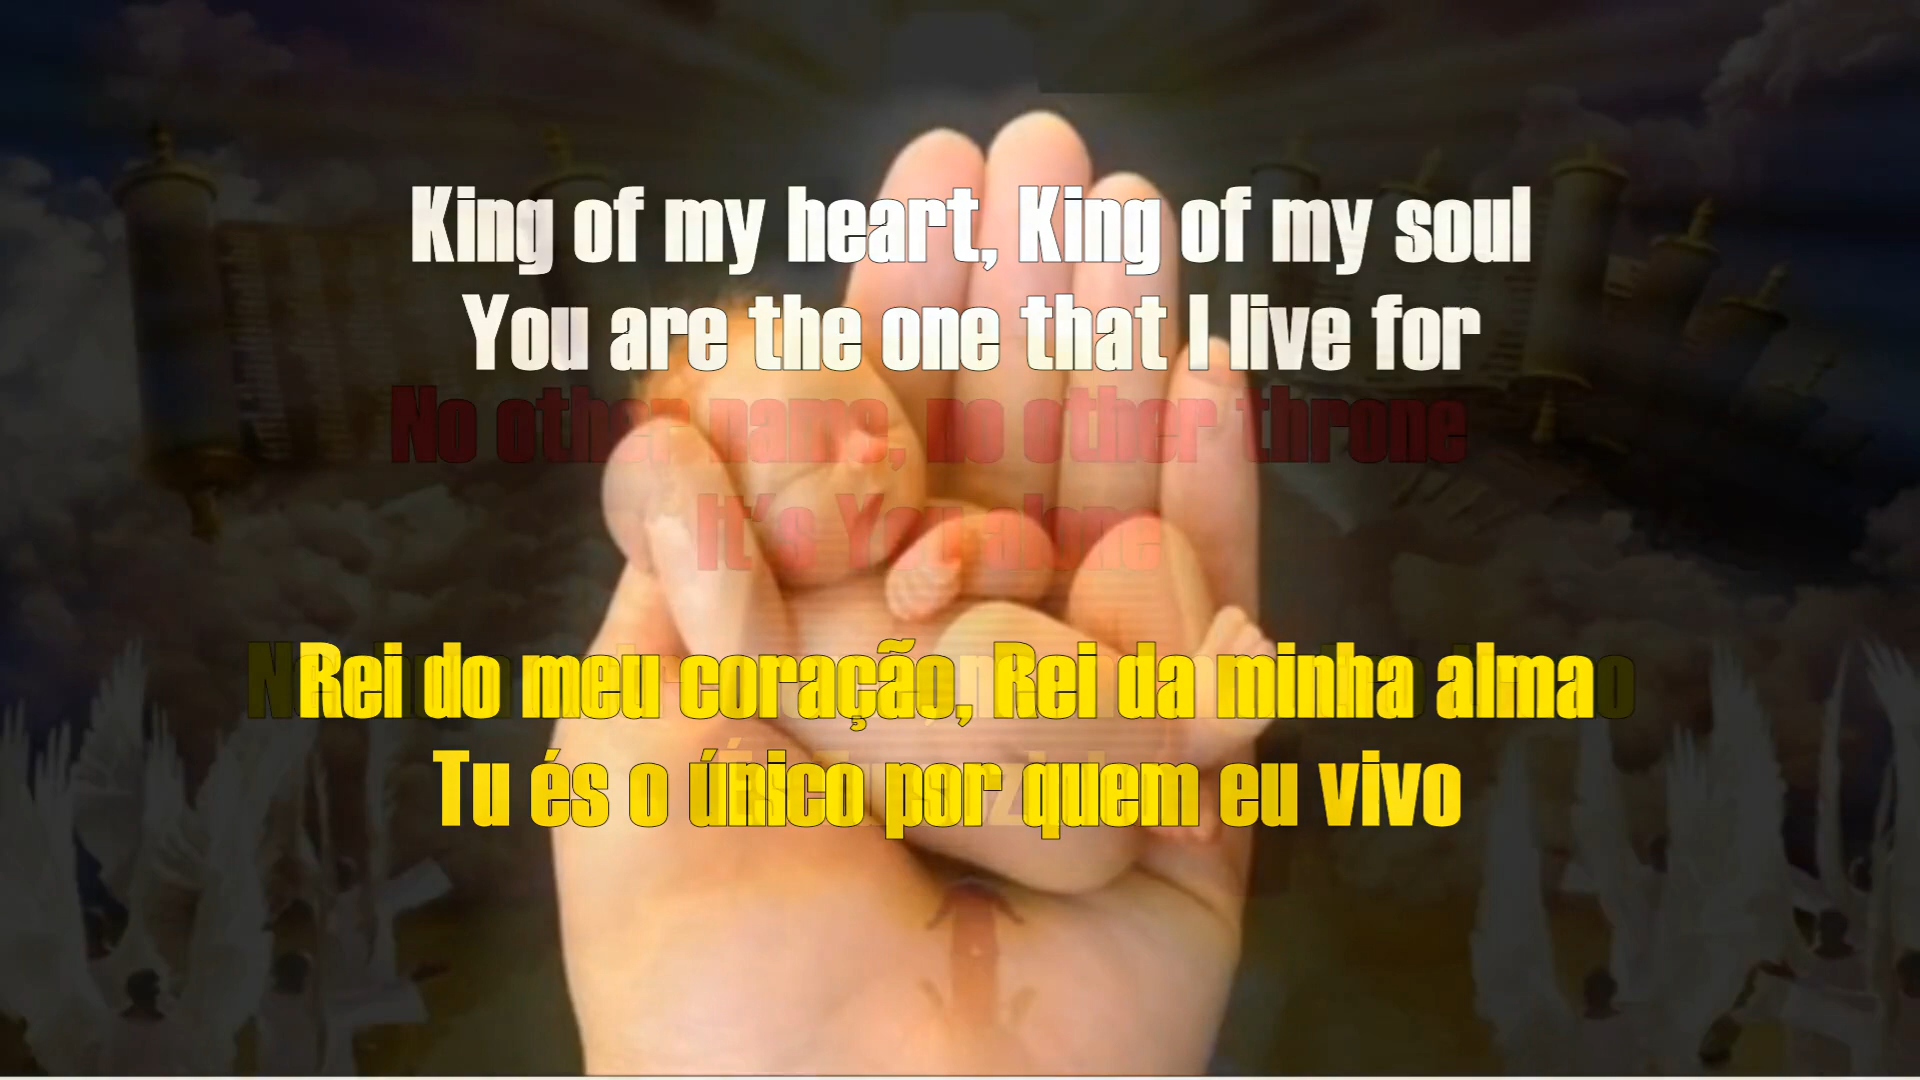 King of my heart, King of my soul
You are the one that I live for
No other name, no other throne
It's You alone
Rei do meu coração, Rei da minha alma
Tu és o único por quem eu vivo